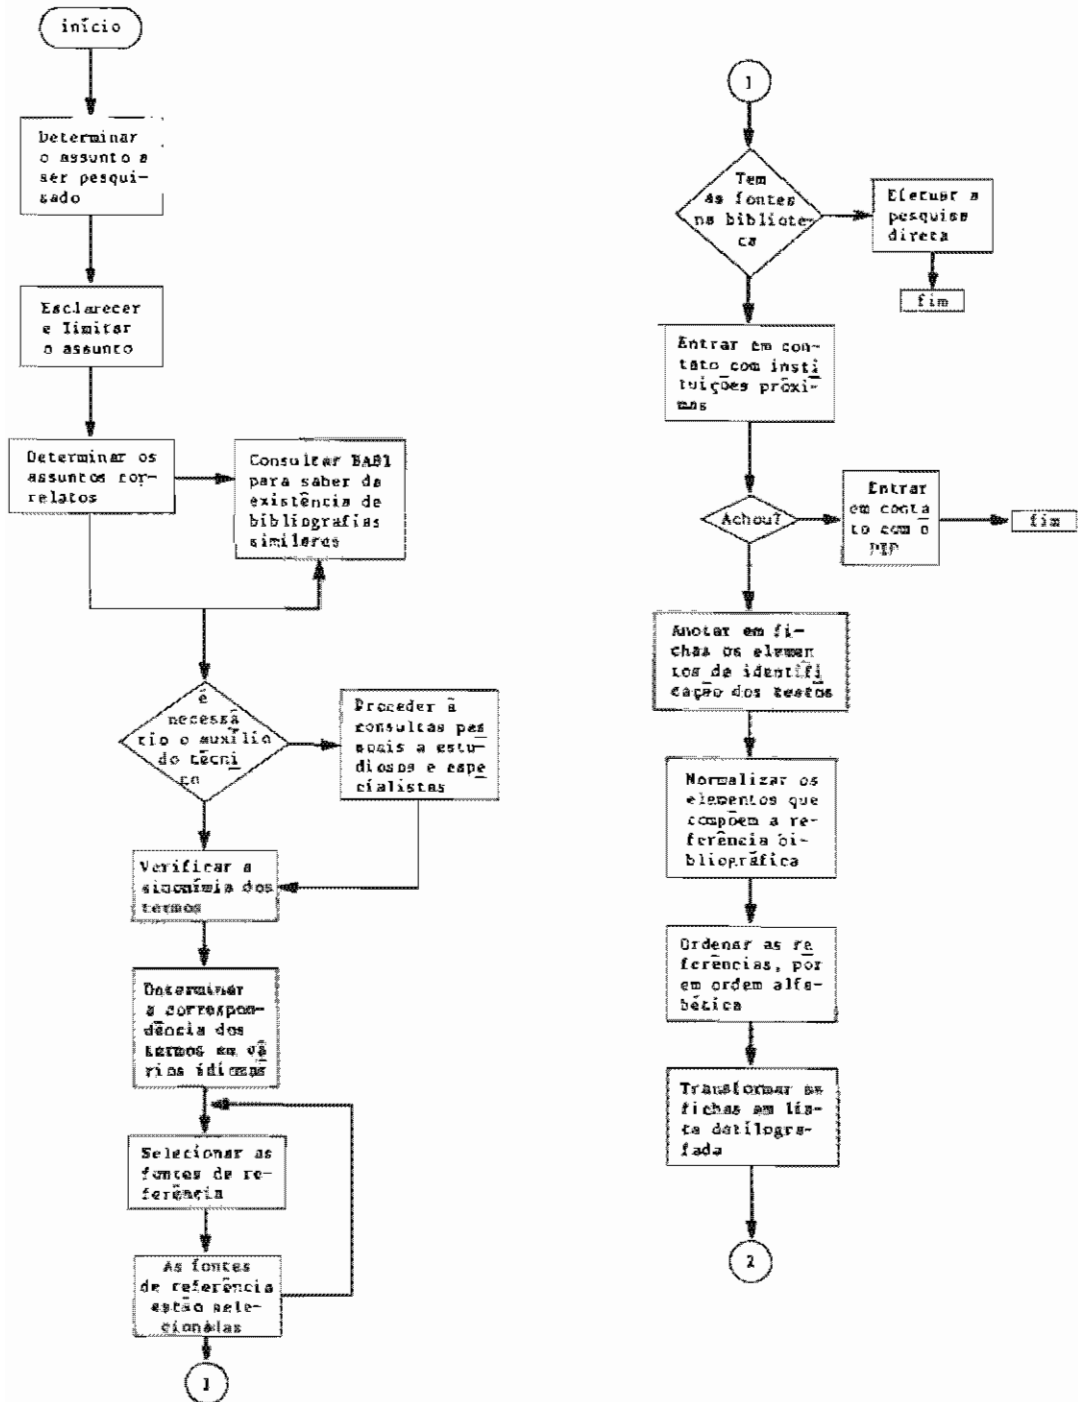 início
Determinar
o assunto a
ser pesqui-
sado
Esclarecer
e limitar
o assunto
Determinar os
assuntos cor-
relatos
Consultar BABI
para saber da
existência de
bibliografias
similares
é
necessá
rio o auxílio
do técni
co
Proceder à
consultas pes
soais a estu-
diosos e espe
cialistas
Verificar a
sinonímia dos
termos
Determinar
a correspon-
dência dos
termos em vá
rios idiomas
Selecionar as
fontes de re-
ferência
As fontes
de referência
estão sele-
cionadas
1
1
Tem
as fontes
na bibliote-
ca
Efetuar a
pesquisa
direta
fim
Entrar em con-
tato com insti
tuições próxi-
mas
Achou?
Entrar
em conta
to com o
fim
Anotar em fi-
chas os elemen
tos de identifi
cação dos textos
Normalizar os
elementos que
compõem a re-
ferência bi-
bliográfica
Ordenar as re
ferências, por
em ordem alfa-
bética
Transformar as
fichas em lis-
ta datilogra-
fada
2